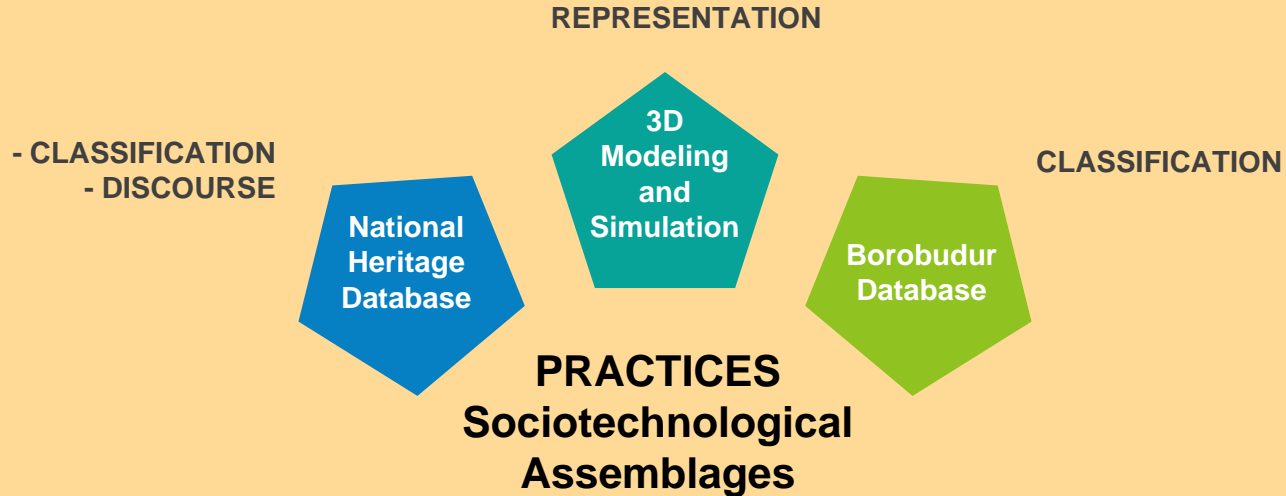 REPRESENTATION
- CLASSIFICATION
- DISCOURSE
National
Heritage
Database
3D
Modeling
and
Simulation
CLASSIFICATION
Borobudur
Database
PRACTICES
Sociotechnological
Assemblages